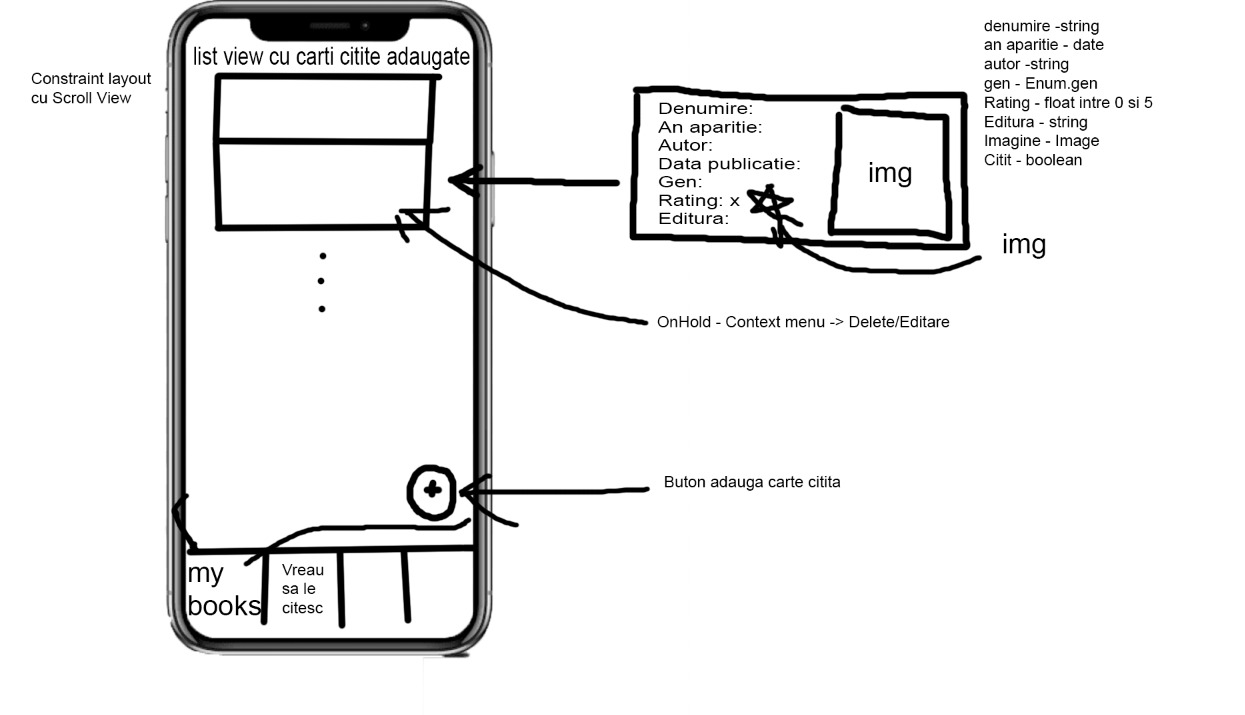 list view cu carti citite adaugate
Constraint layout
cu Scroll View
denumire -string
an aparitie - date
autor -string
gen - Enum.gen
Rating - float intre 0 si 5
Editura - string
Imagine - Image
Citit - boolean
Denumire:
An aparitie:
Autor:
Data publicatie:
Gen:
Rating: x
Editura:
img
img
OnHold - Context menu -> Delete/Editare
+
Buton adauga carte citita
my
books
Vreau
sa le
citesc